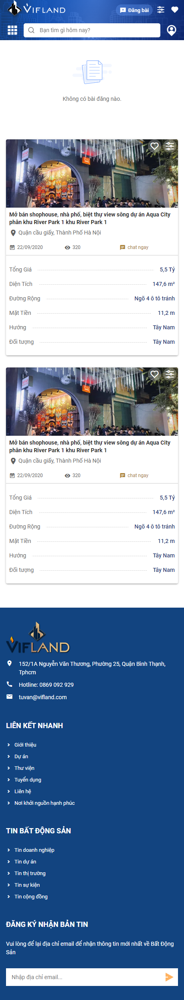 VIFLAND
Đăng bài
Bạn tìm gì hôm nay?
Không có bài đăng nào.
Mở bán shophouse, nhà phố, biệt thự view sông dự án Aqua City
phân khu River Park 1 khu River Park 1
Quận cầu giấy, Thành Phố Hà Nội
22/09/2020 320 chat ngay
Tổng Giá 5,5 Tỷ
Diện Tích 147,6 m²
Đường Rộng Ngõ 4 ô tô tránh
Mặt Tiền 11,2 m
Hướng Tây Nam
Đối tượng Tây Nam
Mở bán shophouse, nhà phố, biệt thự view sông dự án Aqua City
phân khu River Park 1 khu River Park 1
Quận cầu giấy, Thành Phố Hà Nội
22/09/2020 320 chat ngay
Tổng Giá 5,5 Tỷ
Diện Tích 147,6 m²
Đường Rộng Ngõ 4 ô tô tránh
Mặt Tiền 11,2 m
Hướng Tây Nam
Đối tượng Tây Nam
VIFLAND
152/1A Nguyễn Văn Thương, Phường 25, Quận Bình Thạnh,
Tphcm
Hotline: 0869 092 929
tuvan@vifland.com
LIÊN KẾT NHANH
Giới thiệu
Dự án
Thư viện
Tuyển dụng
Liên hệ
Nơi khởi nguồn hạnh phúc
TIN BẤT ĐỘNG SẢN
Tin doanh nghiệp
Tin dự án
Tin thị trường
Tin sự kiện
Tin cộng đồng
ĐĂNG KÝ NHẬN BẢN TIN
Vui lòng để lại địa chỉ email để nhận thông tin mới nhất về Bất Động
Sản
Nhập địa chỉ email...